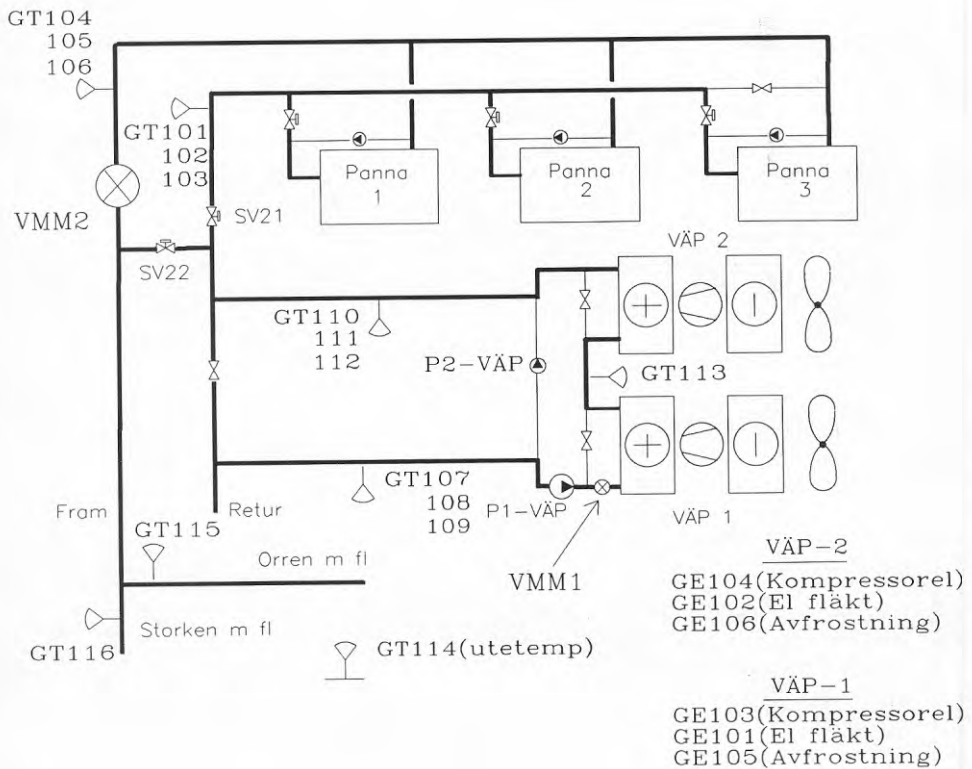 GT104
105
106
GT101
102
103
VMM2
SV21
SV22
Panna
1
Panna
2
Panna
3
VÄP 2
GT110
111
112
P2-VÄP
GT113
GT107
108
109
P1-VÄP
VÄP 1
VMM1
Fram
Retur
GT115
Orren m fl
Storken m fl
GT116
GT114(utetemp)
VÄP-2
GE104(Kompressorel)
GE102(El fläkt)
GE106(Avfrostning)
VÄP-1
GE103(Kompressorel)
GE101(El fläkt)
GE105(Avfrostning)